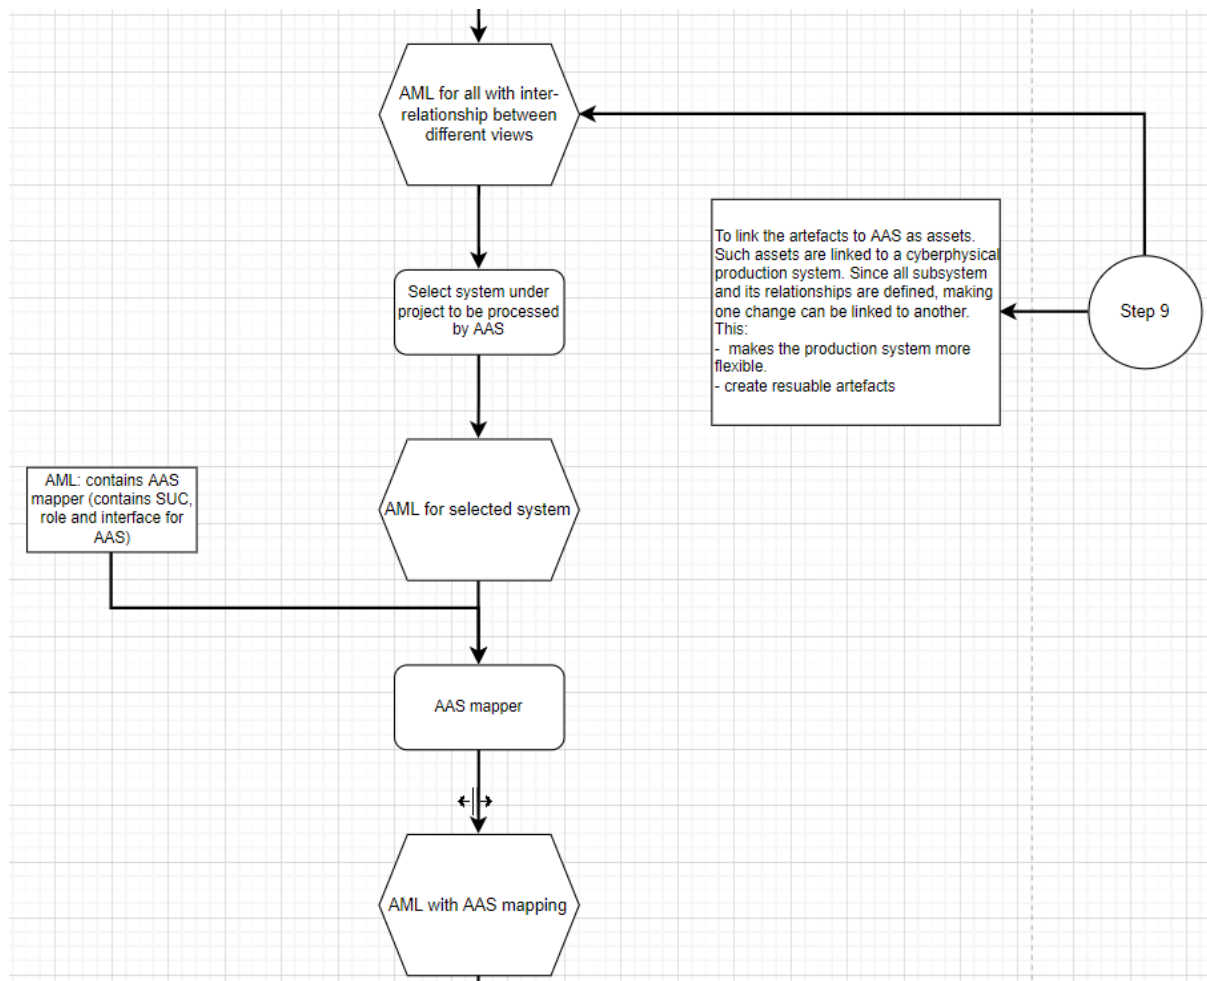 AML for all with inter-
relationship between
different views
To link the artefacts to AAS as assets.
Such assets are linked to a cyberphysical
production system. Since all subsystem
and its relationships are defined, making
one change can be linked to another.
This:
- makes the production system more
flexible.
- create resuable artefacts
Step 9
Select system under
project to be processed
by AAS
AML: contains AAS
mapper (contains SUC,
role and interface for
AAS)
AML for selected system
AAS mapper
AML with AAS mapping